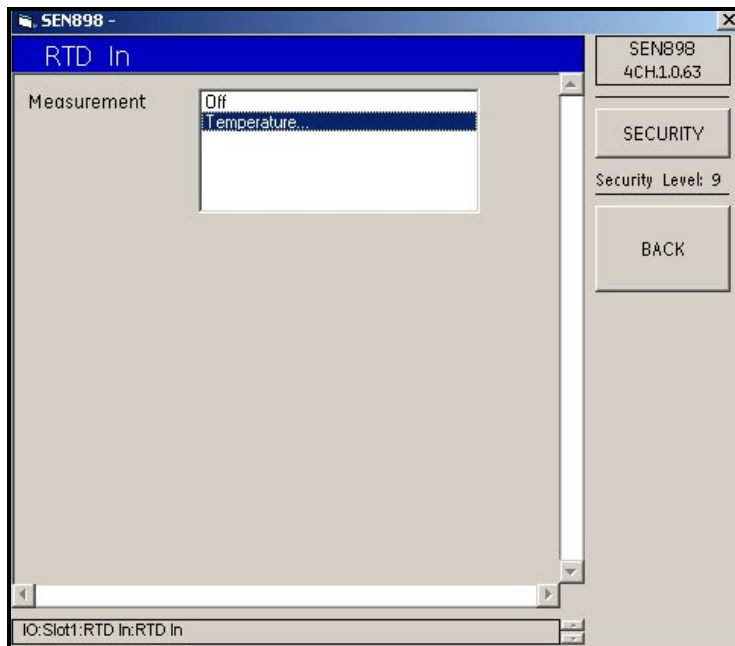 SEN898 -
RTD In
Measurement
Off
Temperature...
SEN898
4CH.1.0.63
SECURITY
Security Level: 9
BACK
IO:Slot1:RTD In:RTD In